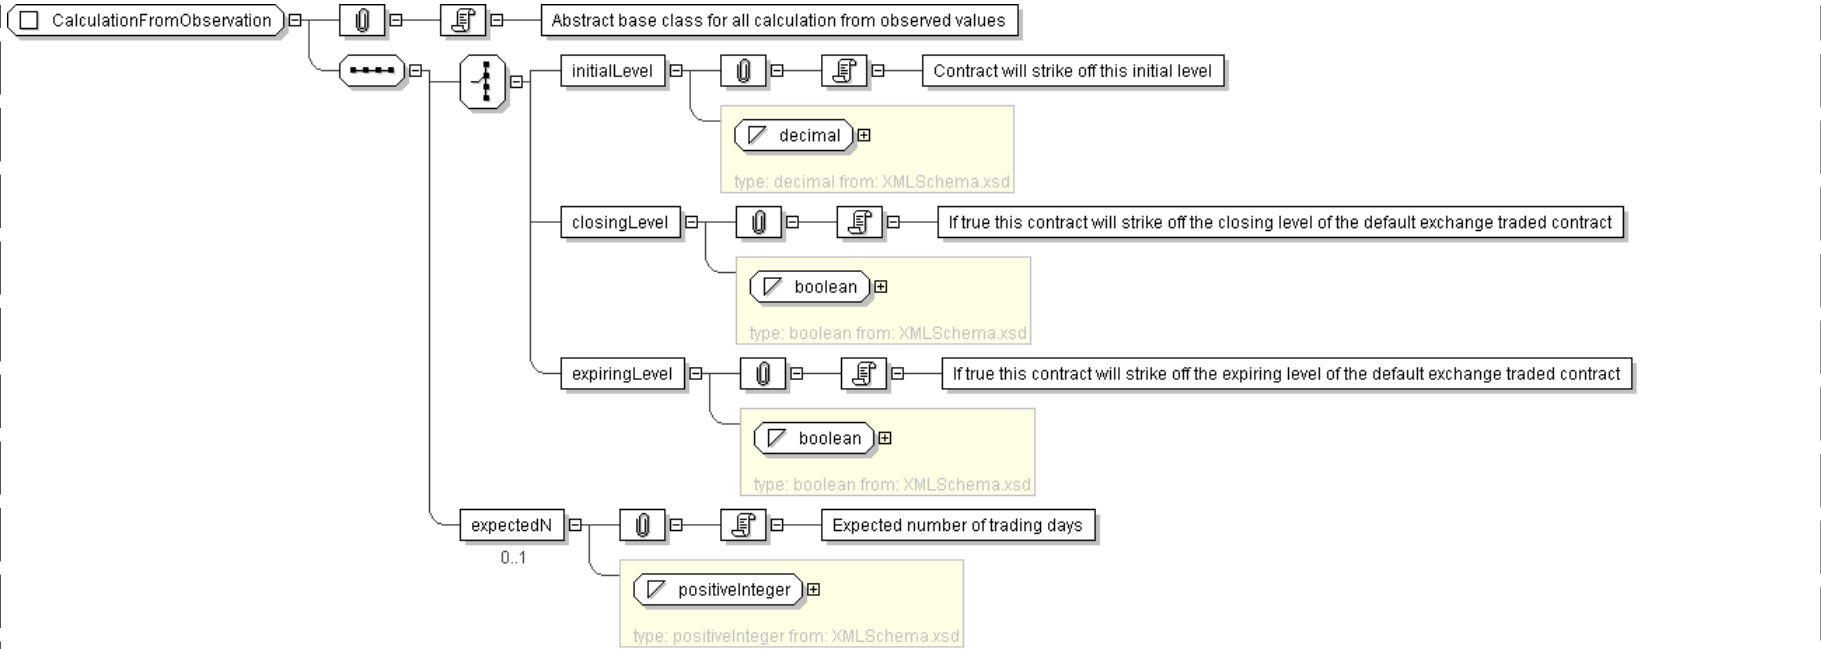 CalculationFromObservation
Abstract base class for all calculation from observed values
initialLevel
Contract will strike off this initial level
decimal
type: decimal from: XMLSchema.xsd
closingLevel
If true this contract will strike off the closing level of the default exchange traded contract
boolean
type: boolean from: XMLSchema.xsd
expiringLevel
If true this contract will strike off the expiring level of the default exchange traded contract
boolean
type: boolean from: XMLSchema.xsd
expectedN
Expected number of trading days
0..1
positiveInteger
type: positiveInteger from: XMLSchema.xsd